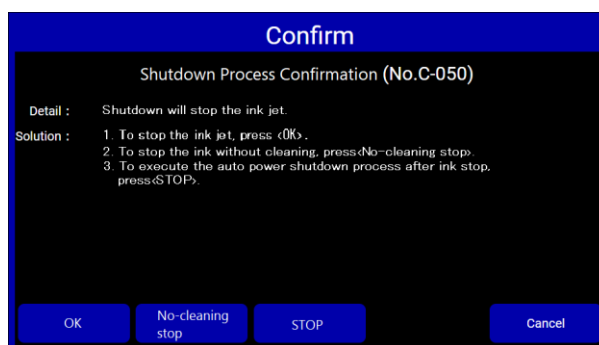 Confirm
Shutdown Process Confirmation (No.C-050)
Detail : Shutdown will stop the ink jet.
Solution : 1. To stop the ink jet, press <OK>.
2. To stop the ink without cleaning, press<No-cleaning stop>.
3. To execute the auto power shutdown process after ink stop,
press<STOP>.
OK
No-cleaning
stop
STOP
Cancel